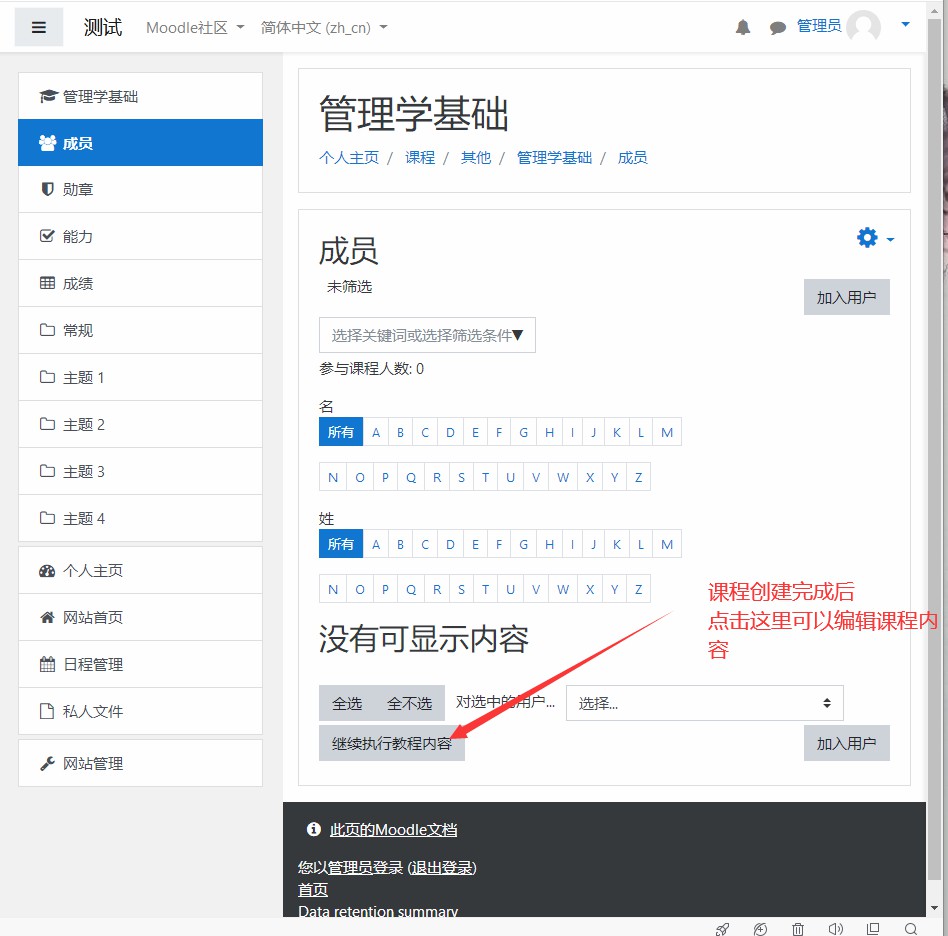 测试 Moodle社区 简体中文 (zh_cn) 管理员
管理学基础
成员
勋章
能力
成绩
常规
主题 1
主题 2
主题 3
主题 4
个人主页
网站首页
日程管理
私人文件
网站管理
管理学基础
个人主页 / 课程 / 其他 / 管理学基础 / 成员
成员
未筛选
加入用户
选择关键词或选择筛选条件▼
参与课程人数: 0
名
所有 A B C D E F G H I J K L M
N O P Q R S T U V W X Y Z
姓
所有 A B C D E F G H I J K L M
N O P Q R S T U V W X Y Z
课程创建完成后
点击这里可以编辑课程内
容
没有可显示内容
全选 全不选 对选中的用户... 选择...
继续执行教程内容 加入用户
此页的Moodle文档
您以管理员登录 (退出登录)
首页
Data retention summary